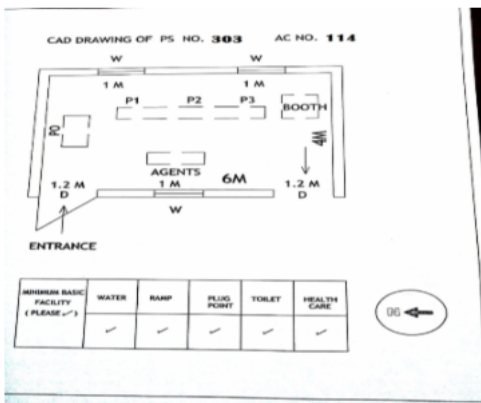 CAD DRAWING OF PS NO. 303 AC NO. 114
W W
1 M 1 M
P1 P2 P3
BOOTH
PO
4M
AGENTS
1.2 M 1 M 6M 1.2 M
D D
W
ENTRANCE
MINIMUM BASIC FACILITY ( PLEASE ✓ ) WATER RAMP PLUG POINT TOILET HEALTH CARE
✓ ✓ ✓ ✓ ✓
N